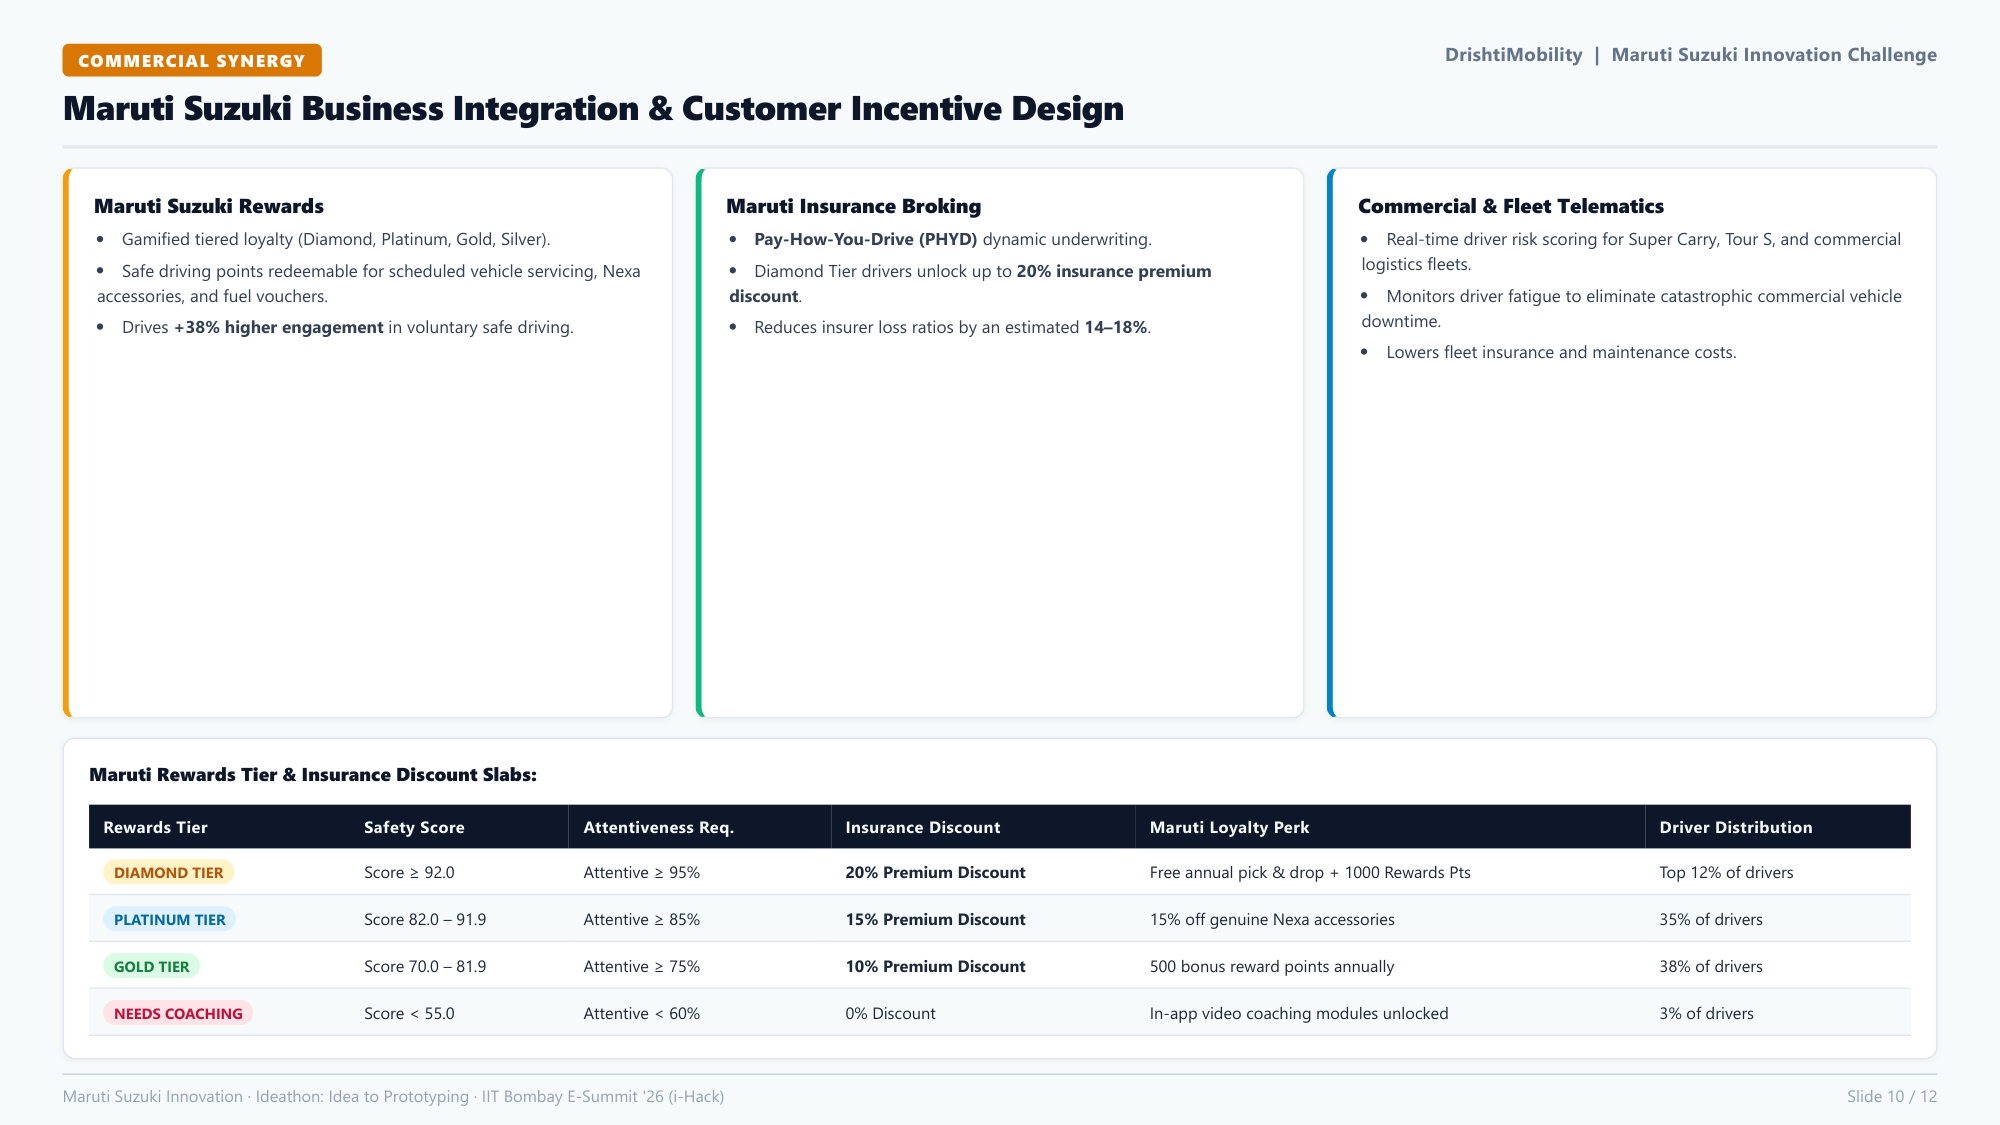 COMMERCIAL SYNERGY
DrishtiMobility | Maruti Suzuki Innovation Challenge
Maruti Suzuki Business Integration & Customer Incentive Design
Maruti Suzuki Rewards
• Gamified tiered loyalty (Diamond, Platinum, Gold, Silver).
• Safe driving points redeemable for scheduled vehicle servicing, Nexa
accessories, and fuel vouchers.
• Drives +38% higher engagement in voluntary safe driving.
Maruti Insurance Broking
• Pay-How-You-Drive (PHYD) dynamic underwriting.
• Diamond Tier drivers unlock up to 20% insurance premium
discount.
• Reduces insurer loss ratios by an estimated 14–18%.
Commercial & Fleet Telematics
• Real-time driver risk scoring for Super Carry, Tour S, and commercial
logistics fleets.
• Monitors driver fatigue to eliminate catastrophic commercial vehicle
downtime.
• Lowers fleet insurance and maintenance costs.
Maruti Rewards Tier & Insurance Discount Slabs:
Rewards Tier Safety Score Attentiveness Req. Insurance Discount Maruti Loyalty Perk Driver Distribution
DIAMOND TIER Score ≥ 92.0 Attentive ≥ 95% 20% Premium Discount Free annual pick & drop + 1000 Rewards Pts Top 12% of drivers
PLATINUM TIER Score 82.0 – 91.9 Attentive ≥ 85% 15% Premium Discount 15% off genuine Nexa accessories 35% of drivers
GOLD TIER Score 70.0 – 81.9 Attentive ≥ 75% 10% Premium Discount 500 bonus reward points annually 38% of drivers
NEEDS COACHING Score < 55.0 Attentive < 60% 0% Discount In-app video coaching modules unlocked 3% of drivers
Maruti Suzuki Innovation · Ideathon: Idea to Prototyping · IIT Bombay E-Summit '26 (i-Hack)
Slide 10 / 12